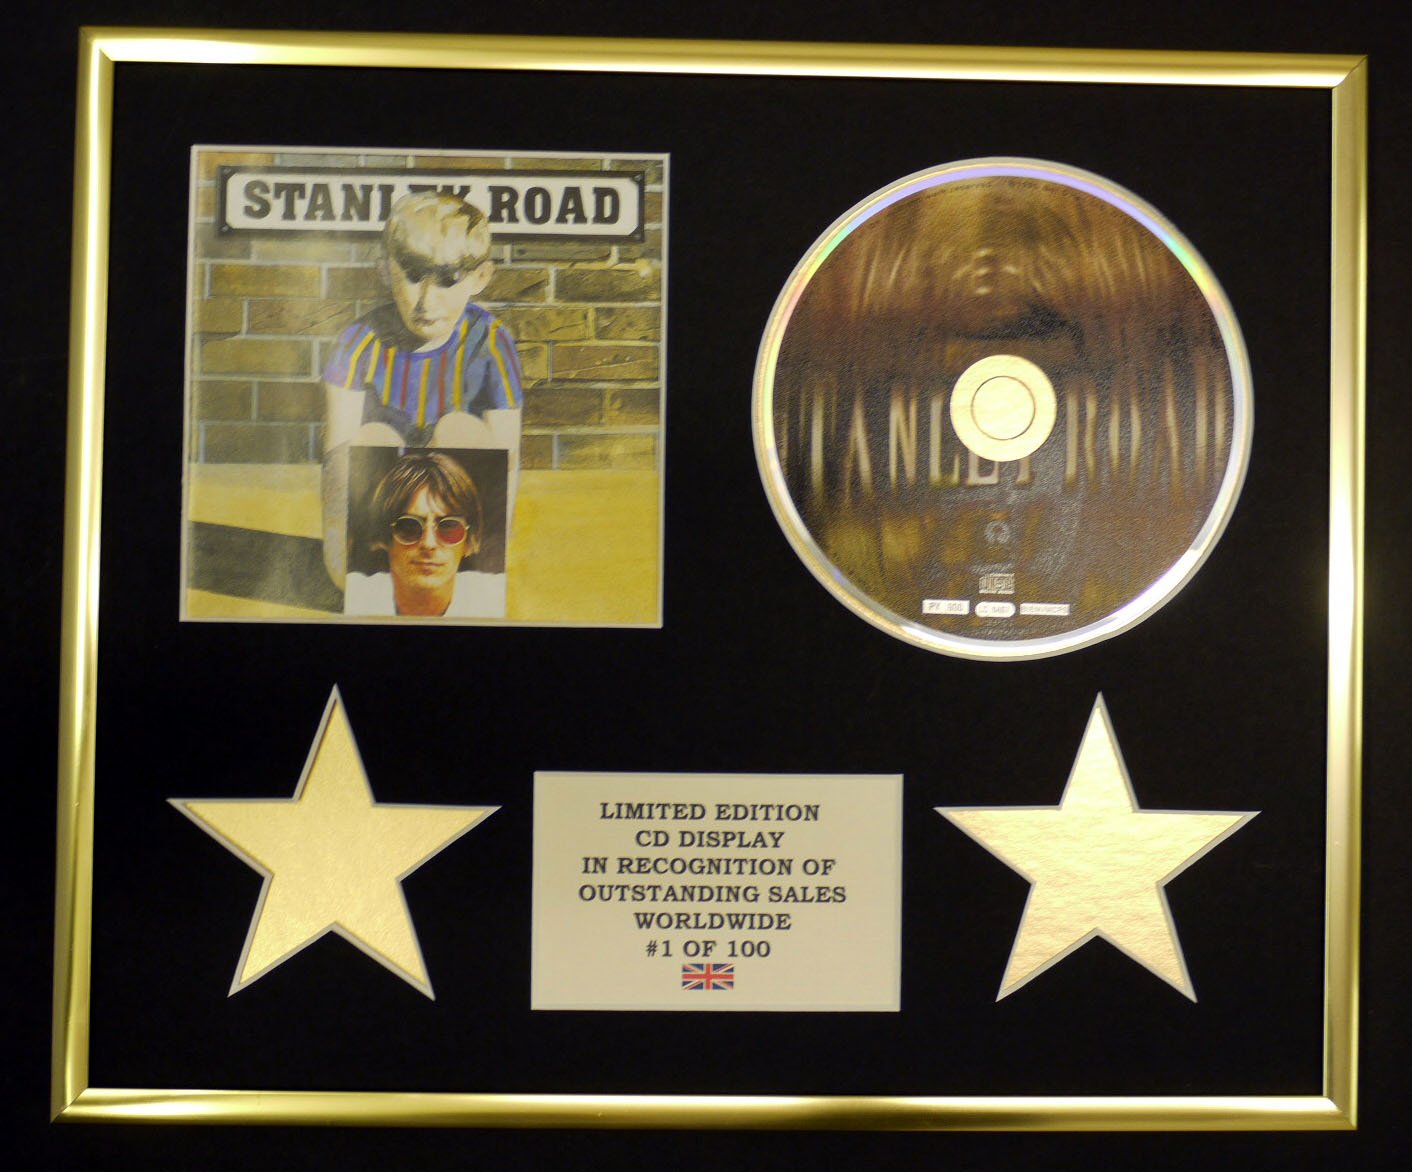 STANLEY ROAD
LIMITED EDITION
CD DISPLAY
IN RECOGNITION OF
OUTSTANDING SALES
WORLDWIDE
#1 OF 100